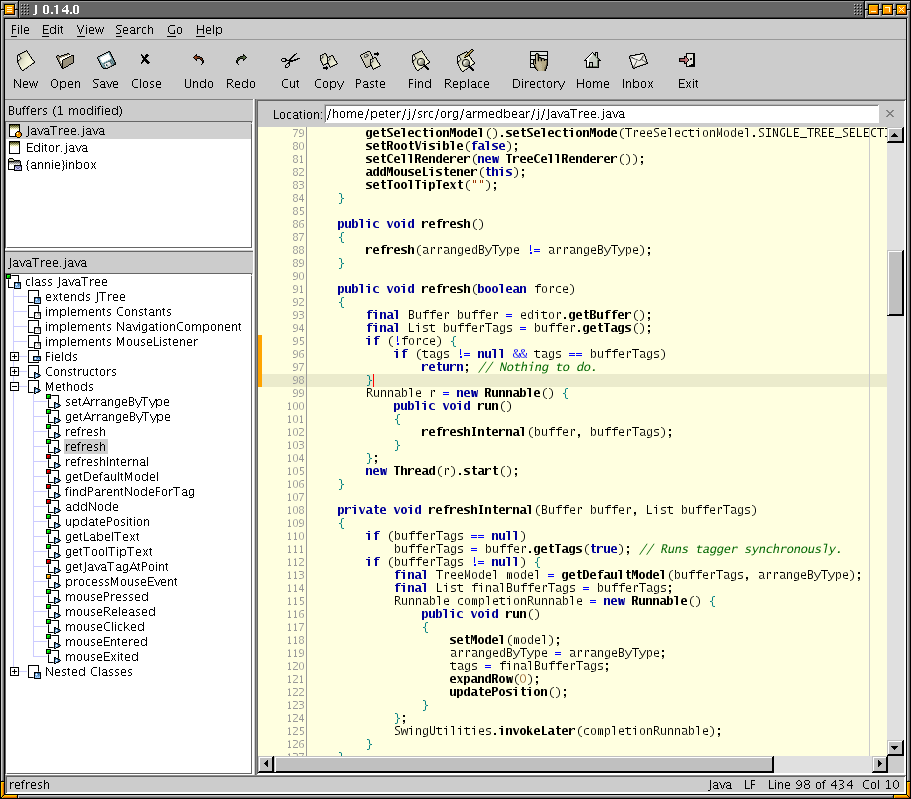 J 0.14.0
File Edit View Search Go Help
New Open Save Close Undo Redo Cut Copy Paste Find Replace Directory Home Inbox Exit
Buffers (1 modified)
JavaTree.java
Editor.java
{annie}inbox
JavaTree.java
class JavaTree
extends JTree
implements Constants
implements NavigationComponent
implements MouseListener
Fields
Constructors
Methods
setArrangeByType
getArrangeByType
refresh
refresh
refreshInternal
getDefaultModel
findParentNodeForTag
addNode
updatePosition
getLabelText
getToolTipText
getJavaTagAtPoint
processMouseEvent
mousePressed
mouseReleased
mouseClicked
mouseEntered
mouseExited
Nested Classes
Location: /home/peter/j/src/org/armedbear/j/JavaTree.java
79 getSelectionModel().setSelectionMode(TreeSelectionModel.SINGLE_TREE_SELECT
80 setRootVisible(false);
81 setCellRenderer(new TreeCellRenderer());
82 addMouseListener(this);
83 setToolTipText("");
84 }
85
86 public void refresh()
87 {
88 refresh(arrangedByType != arrangeByType);
89 }
90
91 public void refresh(boolean force)
92 {
93 final Buffer buffer = editor.getBuffer();
94 final List bufferTags = buffer.getTags();
95 if (!force) {
96 if (tags != null && tags == bufferTags)
97 return; // Nothing to do.
98 }
99 Runnable r = new Runnable() {
100 public void run()
101 {
102 refreshInternal(buffer, bufferTags);
103 }
104 };
105 new Thread(r).start();
106 }
107
108 private void refreshInternal(Buffer buffer, List bufferTags)
109 {
110 if (bufferTags == null)
111 bufferTags = buffer.getTags(true); // Runs tagger synchronously.
112 if (bufferTags != null) {
113 final TreeModel model = getDefaultModel(bufferTags, arrangeByType);
114 final List finalBufferTags = bufferTags;
115 Runnable completionRunnable = new Runnable() {
116 public void run()
117 {
118 setModel(model);
119 arrangedByType = arrangeByType;
120 tags = finalBufferTags;
121 expandRow(0);
122 updatePosition();
123 }
124 };
125 SwingUtilities.invokeLater(completionRunnable);
126 }
refresh
Java LF Line 98 of 434 Col 10